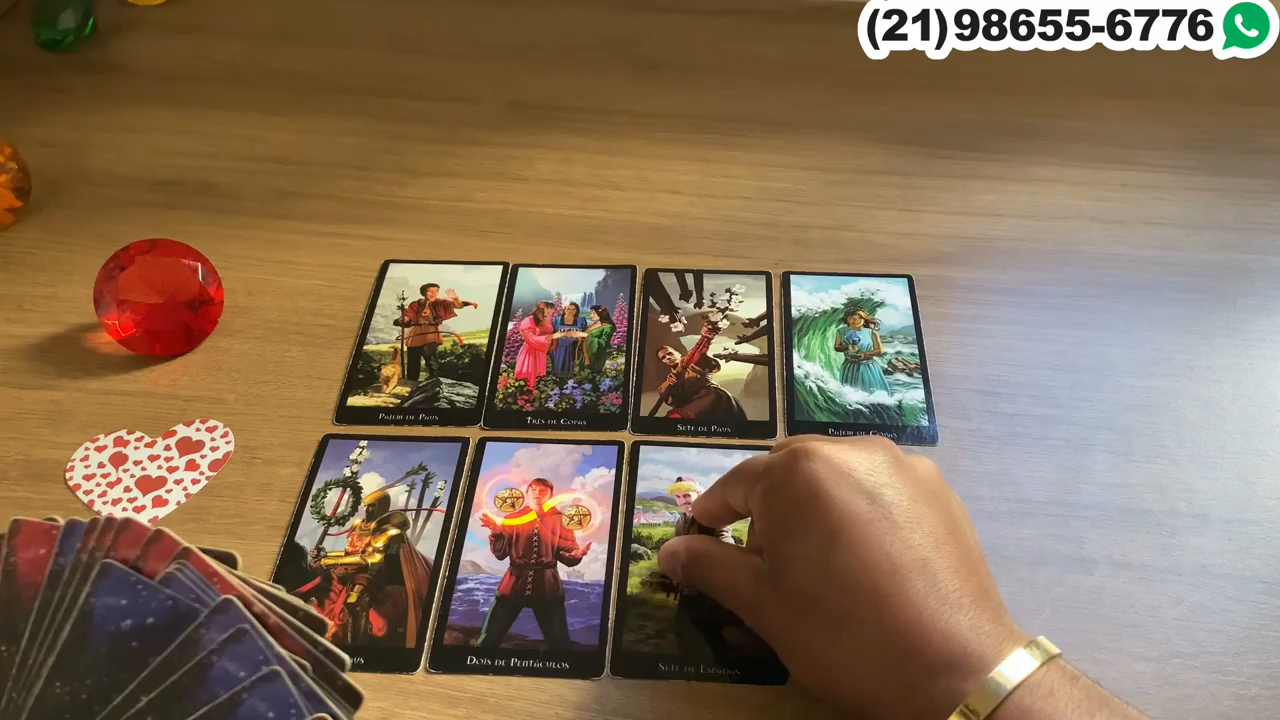 (21)98655-6776
PAJEM DE PAUS
TRÊS DE COPAS
SETE DE PAUS
PAJEM DE COPAS
AUS
DOIS DE PENTÁCULOS
SETE DE ESPADAS